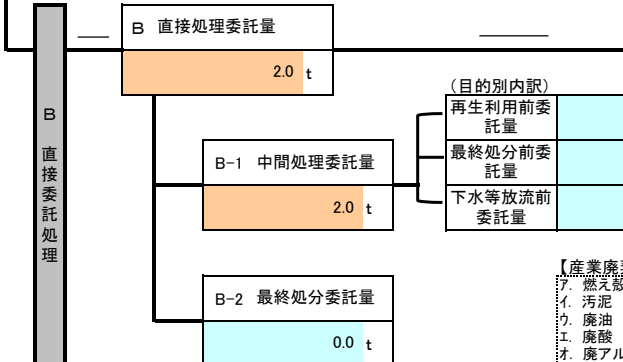 B 直接処理委託量
2.0 t
(目的別内訳)
再生利用前委
託量
B 直接委託処理
B-1 中間処理委託量
最終処分前委
託量
2.0 t
下水等放流前
委託量
B-2 最終処分委託量
0.0 t
【産業廃
ア. 燃え殻
イ. 汚泥
ウ. 廃油
エ. 廃酸
オ. 廃アル